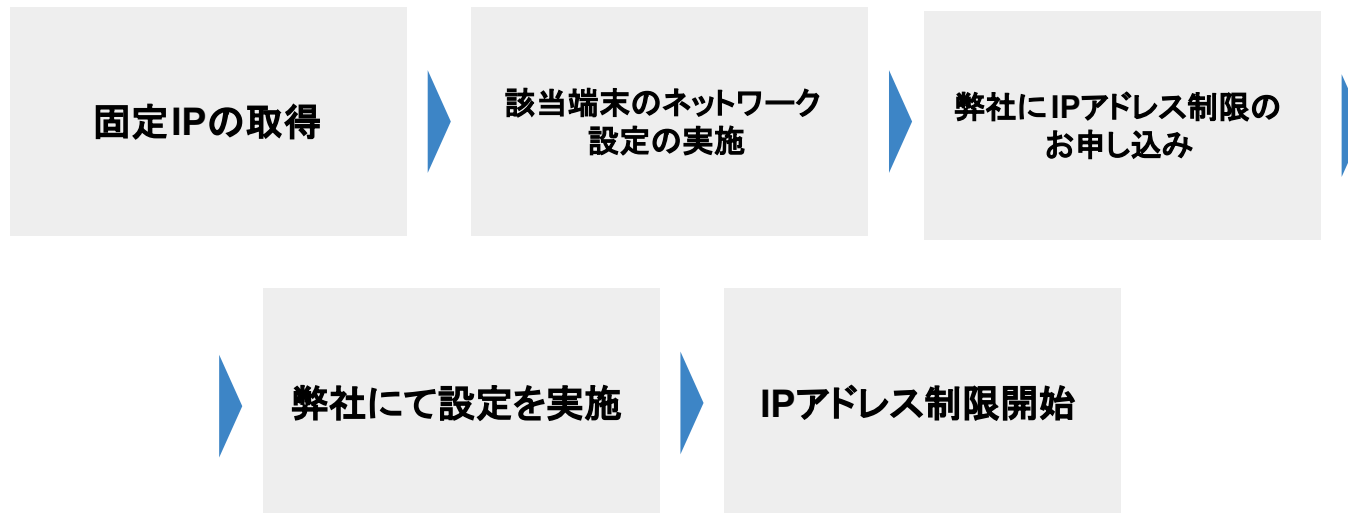 固定IPの取得
該当端末のネットワーク
設定の実施
弊社にIPアドレス制限の
お申し込み
弊社にて設定を実施
IPアドレス制限開始